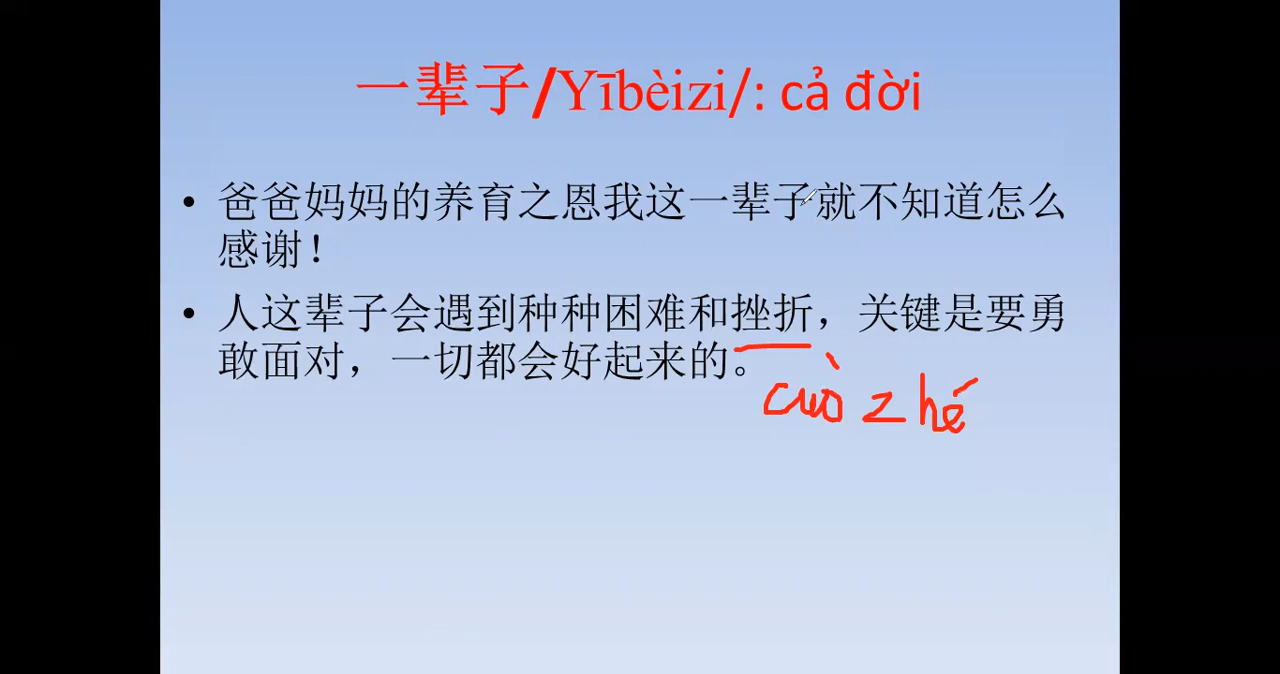 一辈子/Yībèizi/: cả đời
• 爸爸妈妈的养育之恩我这一辈子就不知道怎么
感谢！
• 人这辈子会遇到种种困难和挫折，关键是要勇
敢面对，一切都会好起来的。
cuò zhé